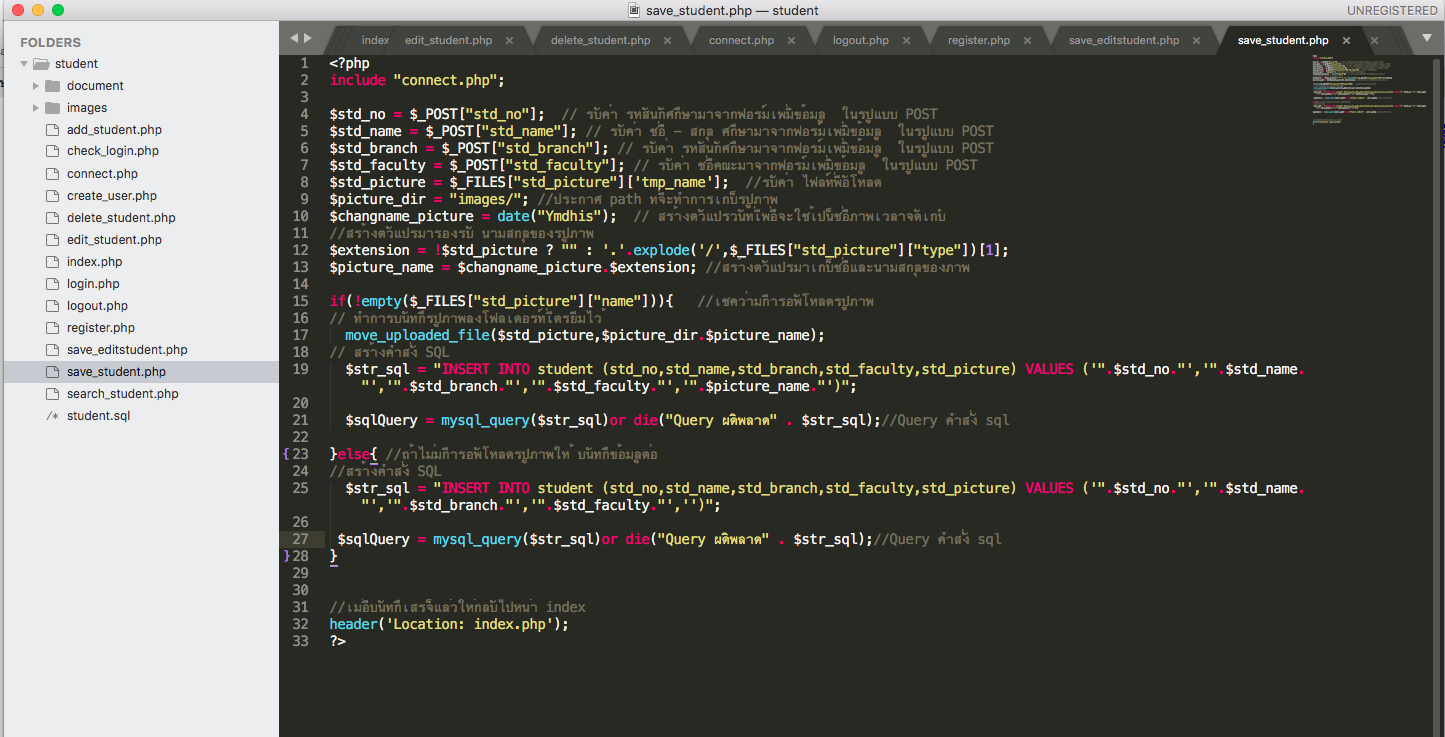 save_student.php — student
UNREGISTERED
FOLDERS
student
document
images
add_student.php
check_login.php
connect.php
create_user.php
delete_student.php
edit_student.php
index.php
login.php
logout.php
register.php
save_editstudent.php
save_student.php
search_student.php
/* student.sql
index edit_student.php × delete_student.php × connect.php × logout.php × register.php × save_editstudent.php × save_student.php × ×
1 <?php
2 include "connect.php";
3
4 $std_no = $_POST["std_no"];  // รับค่า รหัสนักศึกษามาจากฟอร์มเพิ่มข้อมูล  ในรูปแบบ POST
5 $std_name = $_POST["std_name"]; // รับค่า ชื่อ - สกุล ศึกษามาจากฟอร์มเพิ่มข้อมูล  ในรูปแบบ POST
6 $std_branch = $_POST["std_branch"]; // รับค่า รหัสนักศึกษามาจากฟอร์มเพิ่มข้อมูล  ในรูปแบบ POST
7 $std_faculty = $_POST["std_faculty"]; // รับค่า ชื่อคณะมาจากฟอร์มเพิ่มข้อมูล  ในรูปแบบ POST
8 $std_picture = $_FILES["std_picture"]['tmp_name'];  //รับค่า ไฟล์ที่อัปโหลด
9 $picture_dir = "images/"; //ประกาศ path ที่จะทำการเก็บรูปภาพ
10 $changname_picture = date("Ymdhis");  // สร้างตัวแปรวันที่เพื่อจะใช้เป็นชื่อภาพเวลาจัดเก็บ
11 //สร้างตัวแปรมารองรับ นามสกุลของรูปภาพ
12 $extension = !$std_picture ? "" : '.'.explode('/',$_FILES["std_picture"]["type"])[1];
13 $picture_name = $changname_picture.$extension; //สร้างตัวแปรมาเก็บชื่อและนามสกุลของภาพ
14
15 if(!empty($_FILES["std_picture"]["name"])){   //เชคว่ามีการอัพโหลดรูปภาพ
16 // ทำการบันทึกรูปภาพลงโฟลเดอร์ที่เตรียมไว้
17 move_uploaded_file($std_picture,$picture_dir.$picture_name);
18 // สร้างคำสั่ง SQL
19 $str_sql = "INSERT INTO student (std_no,std_name,std_branch,std_faculty,std_picture) VALUES ('".$std_no."','".$std_name.
"','".$std_branch."','".$std_faculty."','".$picture_name."')";
20
21 $sqlQuery = mysql_query($str_sql)or die("Query ผิดพลาด" . $str_sql);//Query คำสั่ง sql
22
{ 23 }else{ //ถ้าไม่มีการอัพโหลดรูปภาพให้ บันทึกข้อมูลต่อ
24 //สร้างคำสั่ง SQL
25 $str_sql = "INSERT INTO student (std_no,std_name,std_branch,std_faculty,std_picture) VALUES ('".$std_no."','".$std_name.
"','".$std_branch."','".$std_faculty."','')";
26
27 $sqlQuery = mysql_query($str_sql)or die("Query ผิดพลาด" . $str_sql);//Query คำสั่ง sql
} 28 }
29
30
31 //เมื่อบันทึกเสร็จแล้วให้กลับไปหน้า index
32 header('Location: index.php');
33 ?>